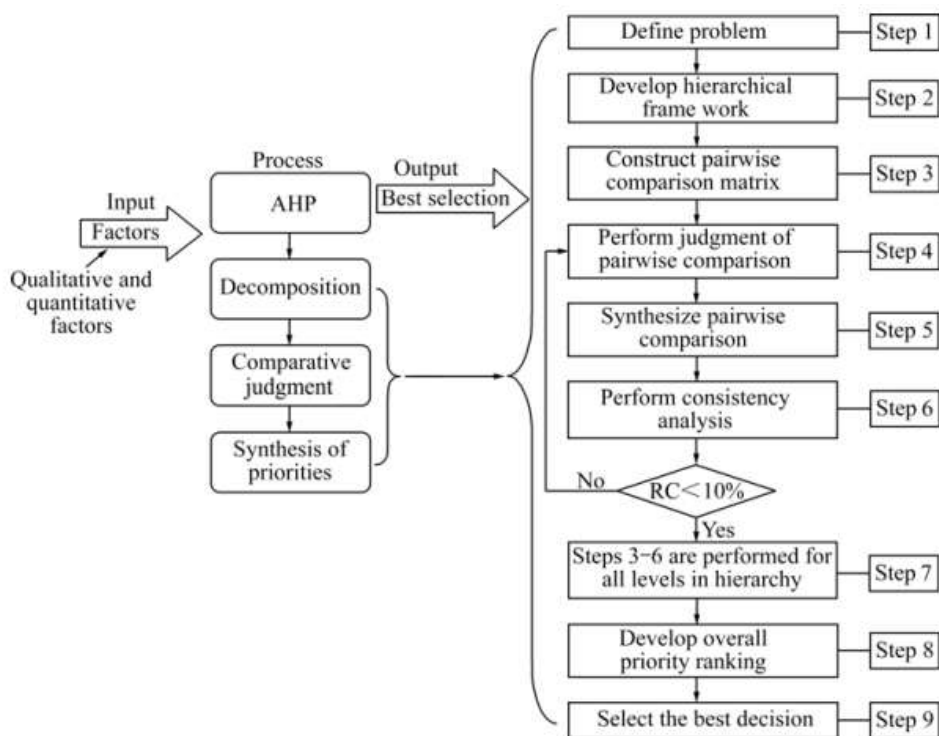 Input
Factors
Qualitative and
quantitative
factors
Process
AHP
Decomposition
Comparative
judgment
Synthesis of
priorities
Output
Best selection
Define problem
Step 1
Develop hierarchical
frame work
Step 2
Construct pairwise
comparison matrix
Step 3
Perform judgment of
pairwise comparison
Step 4
Synthesize pairwise
comparison
Step 5
Perform consistency
analysis
Step 6
No
RC<10%
Yes
Steps 3−6 are performed for
all levels in hierarchy
Step 7
Develop overall
priority ranking
Step 8
Select the best decision
Step 9